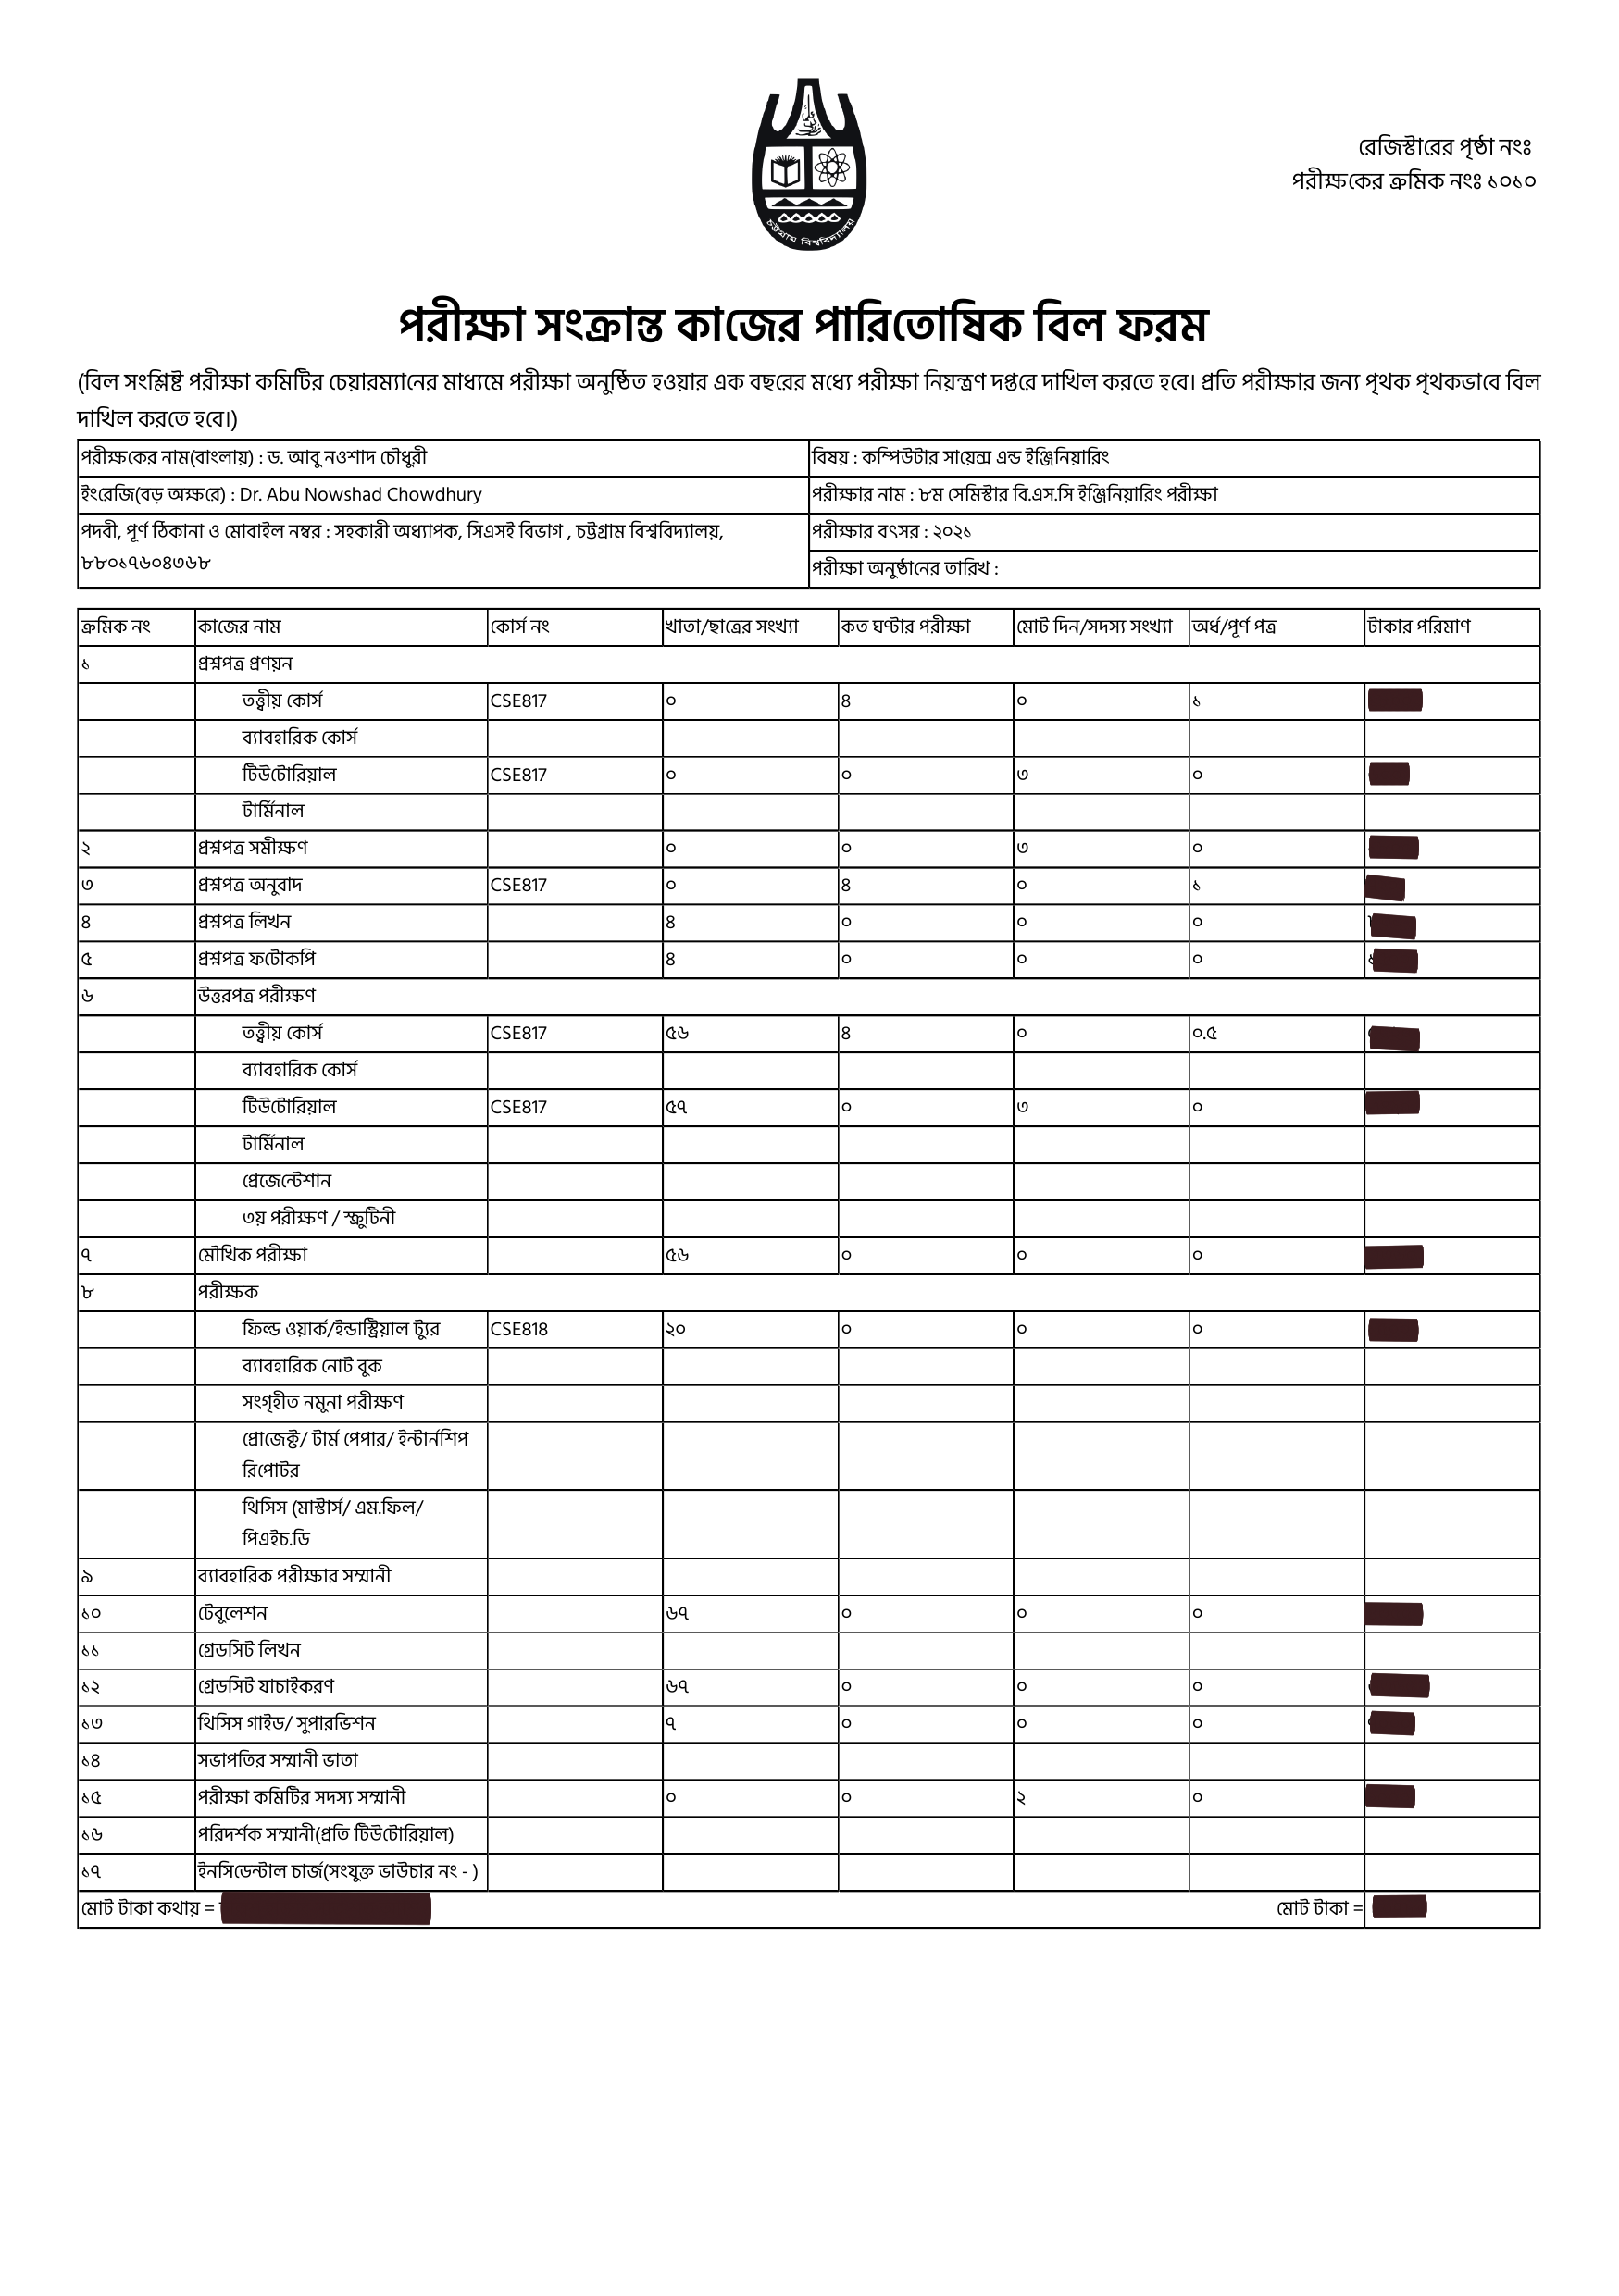 চট্টগ্রাম বিশ্ববিদ্যালয়
রেজিস্টারের পৃষ্ঠা নংঃ
পরীক্ষকের ক্রমিক নংঃ ১০১০
পরীক্ষা সংক্রান্ত কাজের পারিতোষিক বিল ফরম
(বিল সংশ্লিষ্ট পরীক্ষা কমিটির চেয়ারম্যানের মাধ্যমে পরীক্ষা অনুষ্ঠিত হওয়ার এক বছরের মধ্যে পরীক্ষা নিয়ন্ত্রণ দপ্তরে দাখিল করতে হবে। প্রতি পরীক্ষার জন্য পৃথক পৃথকভাবে বিল
দাখিল করতে হবে।)
পরীক্ষকের নাম(বাংলায়) : ড. আবু নওশাদ চৌধুরী বিষয় : কম্পিউটার সায়েন্স এন্ড ইঞ্জিনিয়ারিং
ইংরেজি(বড় অক্ষরে) : Dr. Abu Nowshad Chowdhury পরীক্ষার নাম : ৮ম সেমিস্টার বি.এস.সি ইঞ্জিনিয়ারিং পরীক্ষা
পদবী, পূর্ণ ঠিকানা ও মোবাইল নম্বর : সহকারী অধ্যাপক, সিএসই বিভাগ , চট্টগ্রাম বিশ্ববিদ্যালয়, পরীক্ষার বৎসর : ২০২১
৮৮০১৭৬০৪৩৬৮
পরীক্ষা অনুষ্ঠানের তারিখ :
ক্রমিক নং কাজের নাম কোর্স নং খাতা/ছাত্রের সংখ্যা কত ঘণ্টার পরীক্ষা মোট দিন/সদস্য সংখ্যা অর্ধ/পূর্ণ পত্র টাকার পরিমাণ
১ প্রশ্নপত্র প্রণয়ন
তত্ত্বীয় কোর্স CSE817 ০ ৪ ০ ১
ব্যাবহারিক কোর্স
টিউটোরিয়াল CSE817 ০ ০ ৩ ০
টার্মিনাল
২ প্রশ্নপত্র সমীক্ষণ ০ ০ ৩ ০
৩ প্রশ্নপত্র অনুবাদ CSE817 ০ ৪ ০ ১
৪ প্রশ্নপত্র লিখন ৪ ০ ০ ০
৫ প্রশ্নপত্র ফটোকপি ৪ ০ ০ ০
৬ উত্তরপত্র পরীক্ষণ
তত্ত্বীয় কোর্স CSE817 ৫৬ ৪ ০ ০.৫
ব্যাবহারিক কোর্স
টিউটোরিয়াল CSE817 ৫৭ ০ ৩ ০
টার্মিনাল
প্রেজেন্টেশান
৩য় পরীক্ষণ / স্ক্রুটিনী
৭ মৌখিক পরীক্ষা ৫৬ ০ ০ ০
৮ পরীক্ষক
ফিল্ড ওয়ার্ক/ইন্ডাস্ট্রিয়াল ট্যুর CSE818 ২০ ০ ০ ০
ব্যাবহারিক নোট বুক
সংগৃহীত নমুনা পরীক্ষণ
প্রোজেক্ট/ টার্ম পেপার/ ইন্টার্নশিপ
রিপোটর
থিসিস (মাস্টার্স/ এম.ফিল/
পিএইচ.ডি
৯ ব্যাবহারিক পরীক্ষার সম্মানী
১০ টেবুলেশন ৬৭ ০ ০ ০
১১ গ্রেডসিট লিখন
১২ গ্রেডসিট যাচাইকরণ ৬৭ ০ ০ ০
১৩ থিসিস গাইড/ সুপারভিশন ৭ ০ ০ ০
১৪ সভাপতির সম্মানী ভাতা
১৫ পরীক্ষা কমিটির সদস্য সম্মানী ০ ০ ২ ০
১৬ পরিদর্শক সম্মানী(প্রতি টিউটোরিয়াল)
১৭ ইনসিডেন্টাল চার্জ(সংযুক্ত ভাউচার নং - )
মোট টাকা কথায় = মোট টাকা =